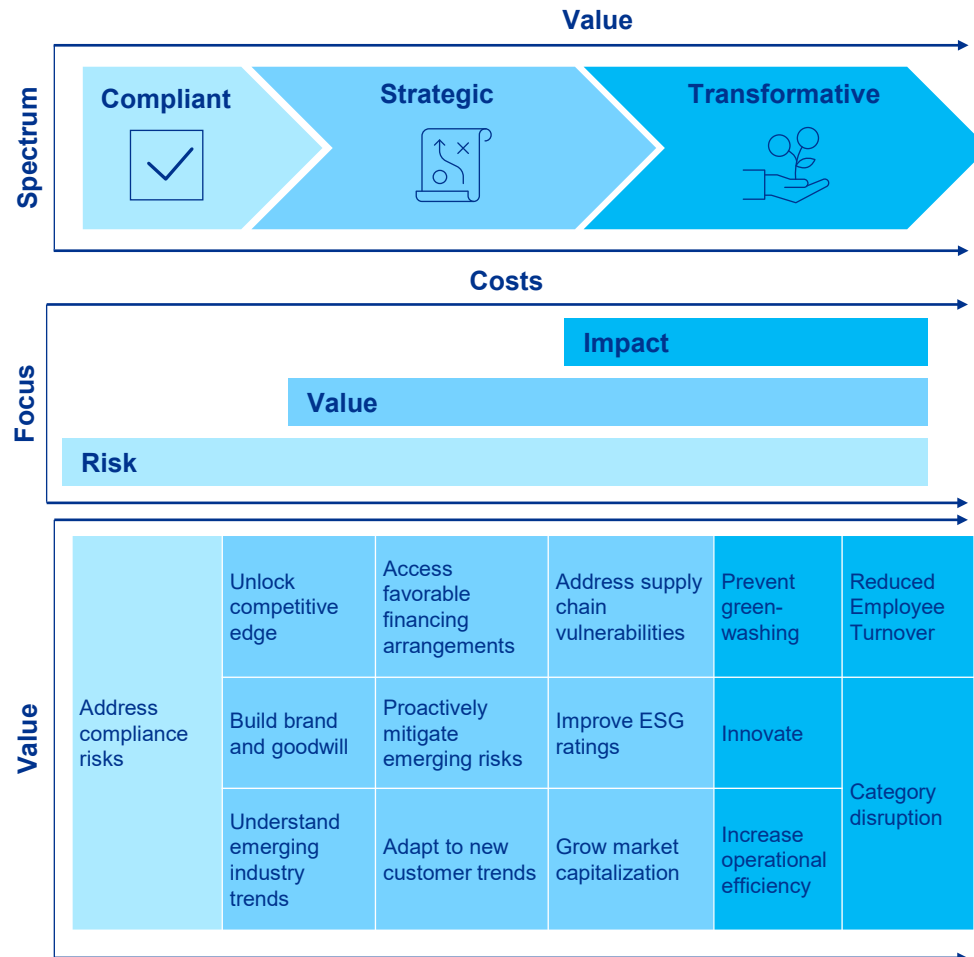 Value
Spectrum
Compliant
Strategic
Transformative
Costs
Focus
Impact
Value
Risk
Value
Address
compliance
risks
Unlock
competitive
edge
Access
favorable
financing
arrangements
Address supply
chain
vulnerabilities
Prevent
green-
washing
Reduced
Employee
Turnover
Build brand
and goodwill
Proactively
mitigate
emerging risks
Improve ESG
ratings
Innovate
Category
disruption
Understand
emerging
industry
trends
Adapt to new
customer trends
Grow market
capitalization
Increase
operational
efficiency